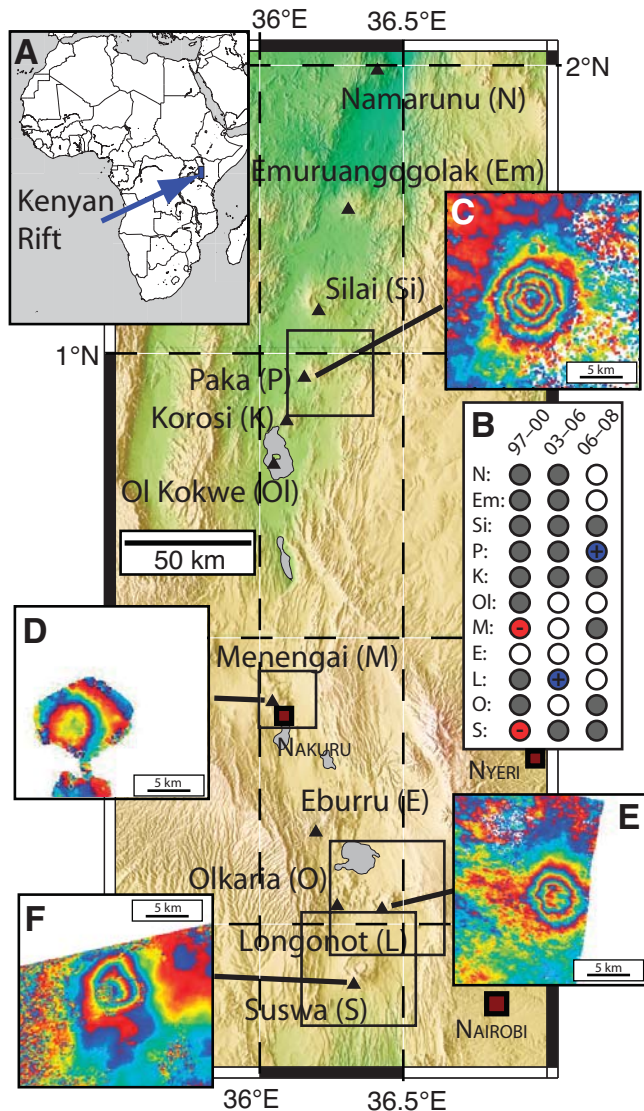 36°E
36.5°
A
2°N
Namarunu (N)
Emuruangogolak (Em)
Kenyan
Rift
C
Silai (Si)
5 km
1°N
Paka (P)
Korosi (K)
B
97–00
03–06
06–08
N:
Em:
Si:
P: +
K:
Ol:
M: -
E:
L: +
O:
S: -
Ol Kokwe (Ol)
50 km
D
Menengai (M)
5 km
NAKURU
NYERI
Eburru (E)
E
Olkaria (O)
5 km
F
5 km
Longonot (L)
Suswa (S)
NAIROBI
36°E
36.5°